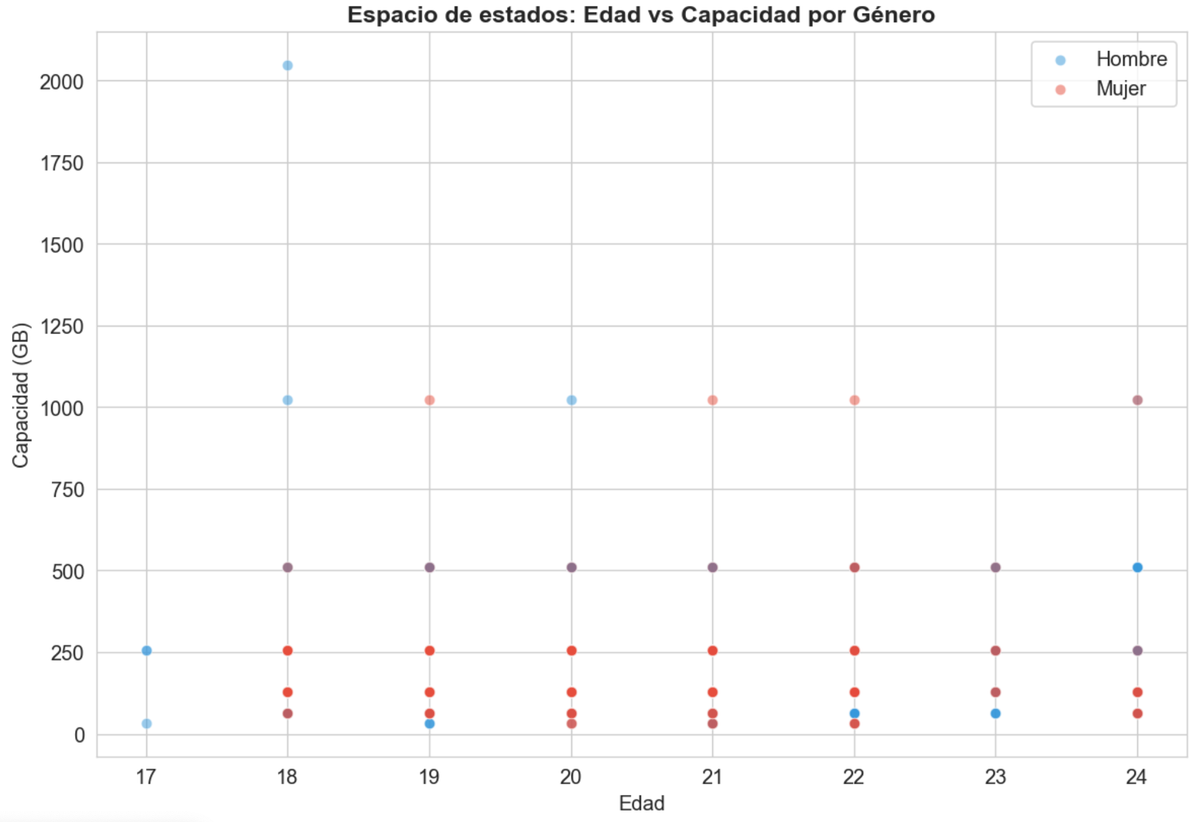 Espacio de estados: Edad vs Capacidad por Género
Hombre
Mujer
Capacidad (GB)
2000
1750
1500
1250
1000
750
500
250
0
17 18 19 20 21 22 23 24
Edad